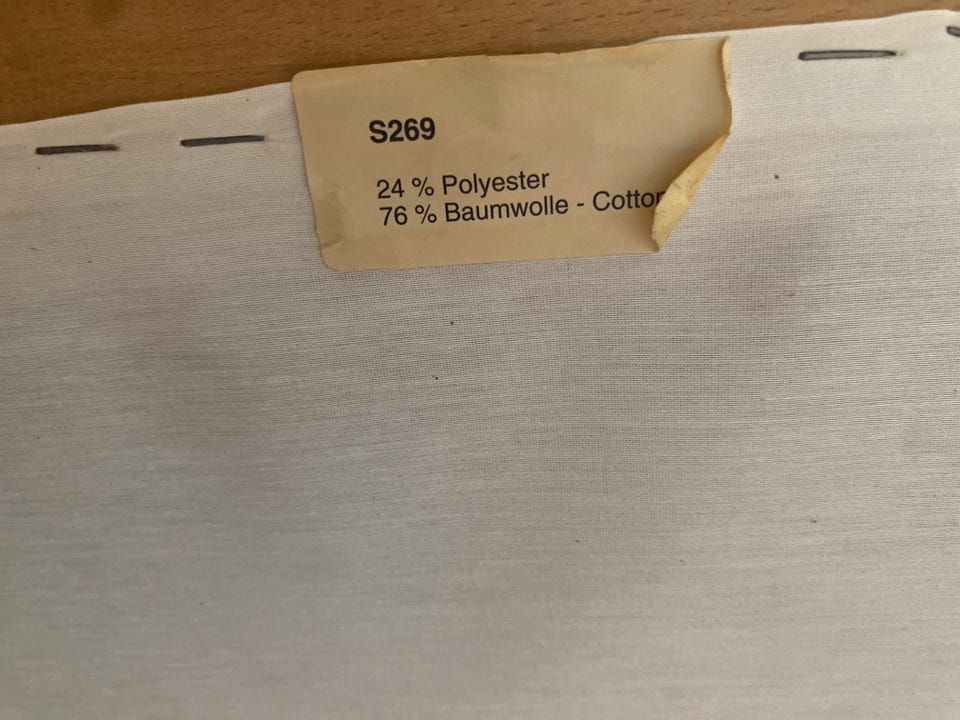 S269
24 % Polyester
76 % Baumwolle - Cotton